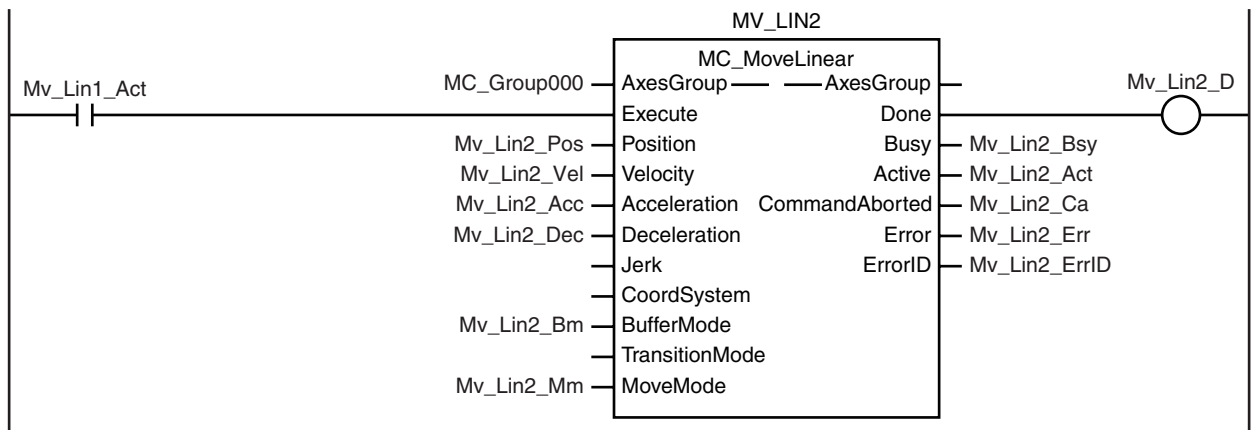 MV_LIN2
MC_MoveLinear
Mv_Lin1_Act
MC_Group000 AxesGroup AxesGroup Mv_Lin2_D
Execute Done
Mv_Lin2_Pos Position Busy Mv_Lin2_Bsy
Mv_Lin2_Vel Velocity Active Mv_Lin2_Act
Mv_Lin2_Acc Acceleration CommandAborted Mv_Lin2_Ca
Mv_Lin2_Dec Deceleration Error Mv_Lin2_Err
Jerk ErrorID Mv_Lin2_ErrID
CoordSystem
Mv_Lin2_Bm BufferMode
TransitionMode
Mv_Lin2_Mm MoveMode